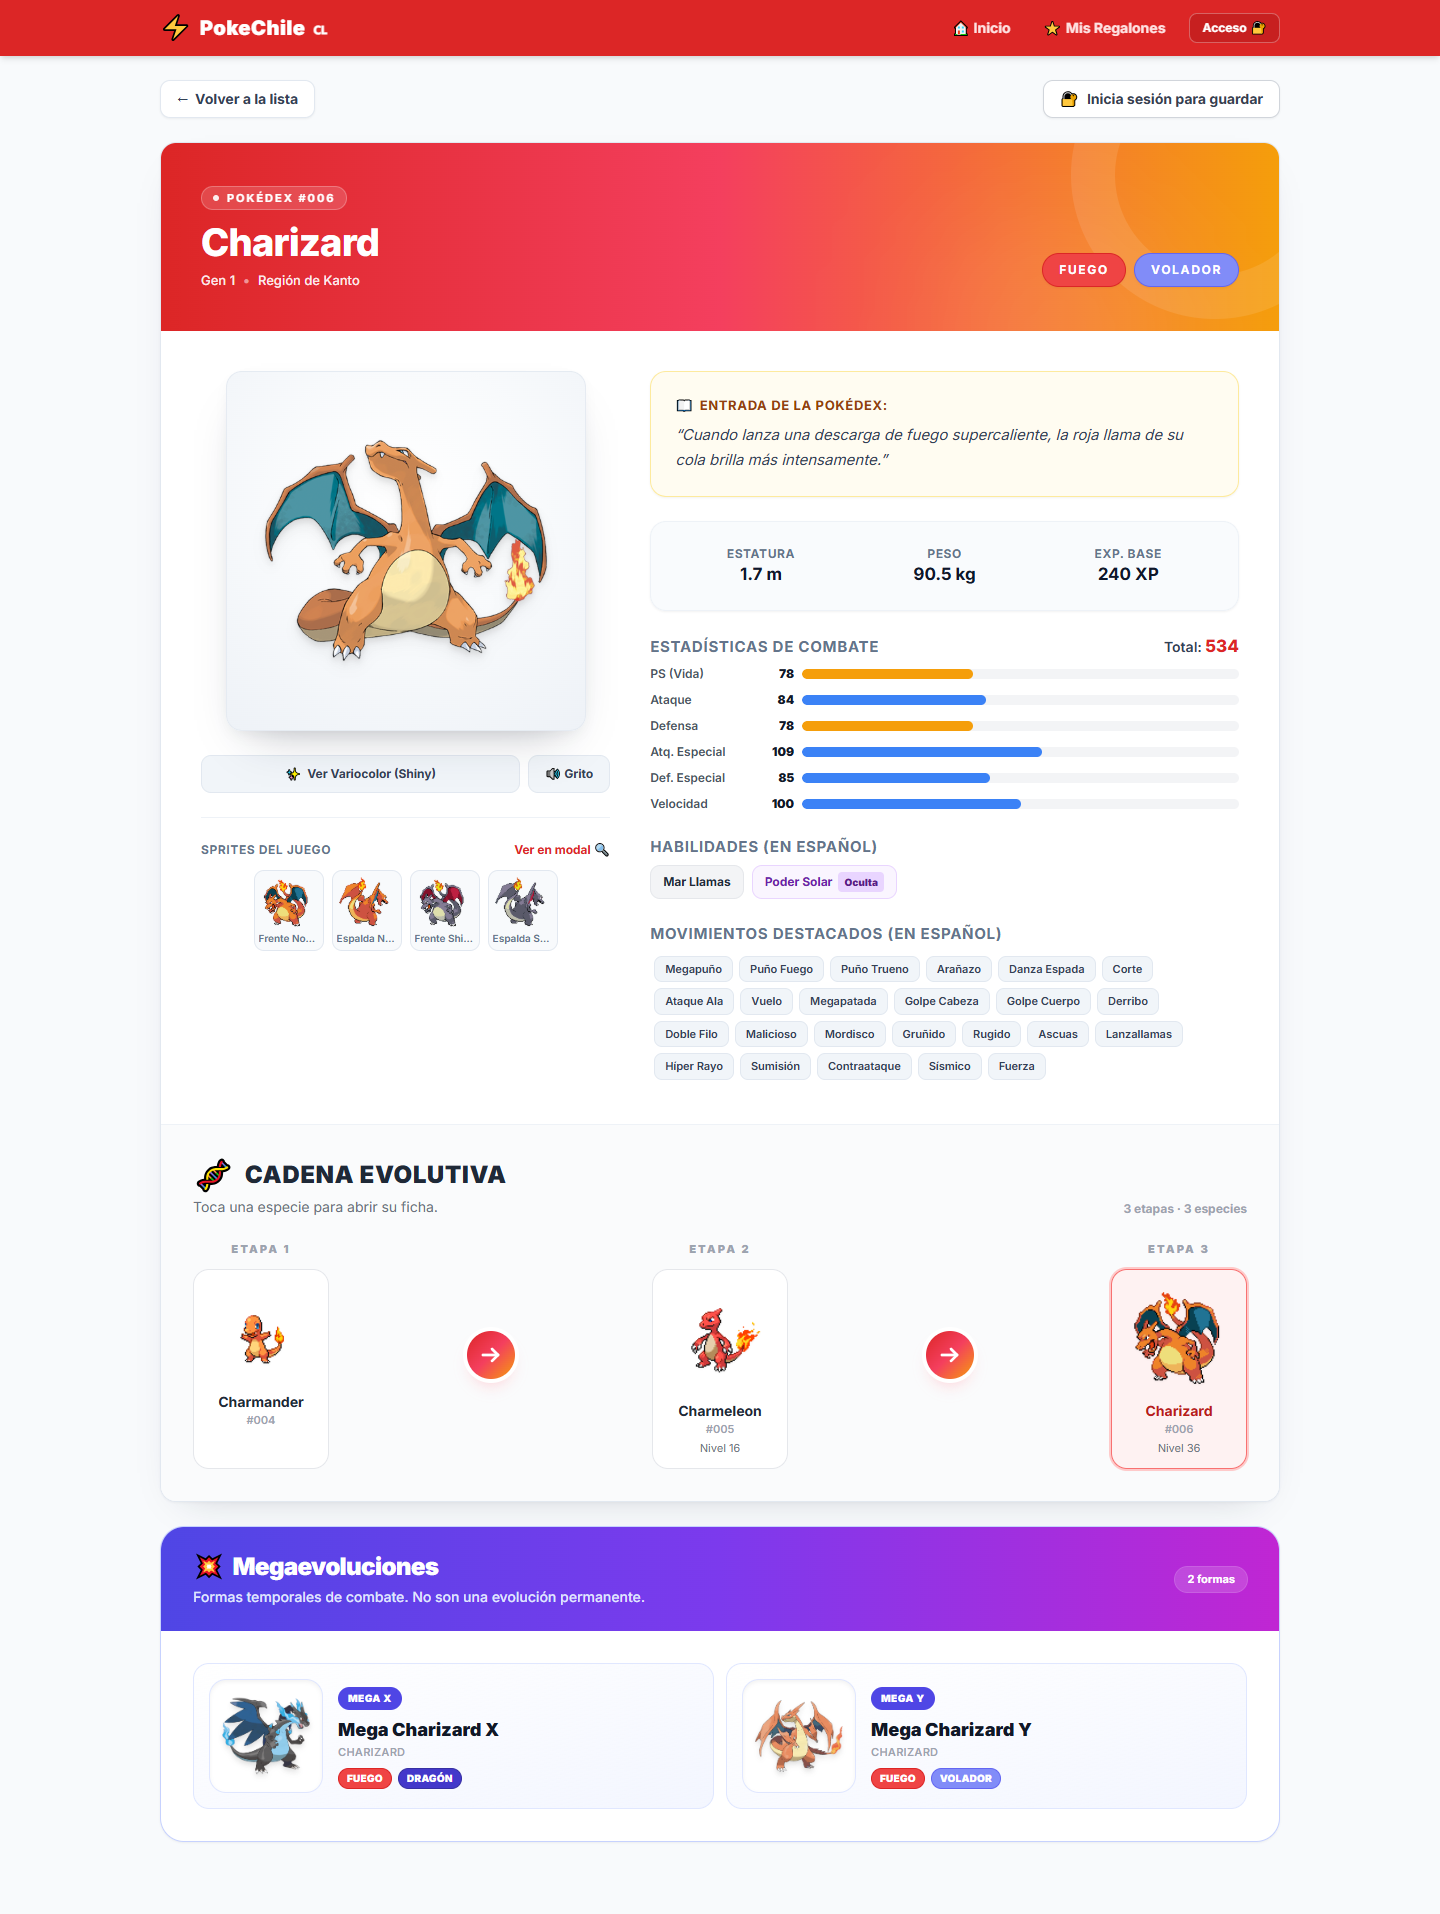 ⚡ PokeChile CL
🏠 Inicio
⭐ Mis Regalones
Acceso 🔐
← Volver a la lista
🔐 Inicia sesión para guardar
• POKÉDEX #006
Charizard
Gen 1 • Región de Kanto
FUEGO
VOLADOR
📖 ENTRADA DE LA POKÉDEX:
“Cuando lanza una descarga de fuego supercaliente, la roja llama de su
cola brilla más intensamente.”
ESTATURA
1.7 m
PESO
90.5 kg
EXP. BASE
240 XP
ESTADÍSTICAS DE COMBATE
Total: 534
PS (Vida) 78
Ataque 84
Defensa 78
Atq. Especial 109
Def. Especial 85
Velocidad 100
✨ Ver Variocolor (Shiny)
🔊 Grito
SPRITES DEL JUEGO
Ver en modal 🔍
Frente No...
Espalda N...
Frente Shi...
Espalda S...
HABILIDADES (EN ESPAÑOL)
Mar Llamas
Poder Solar Oculta
MOVIMIENTOS DESTACADOS (EN ESPAÑOL)
Megapuño Puño Fuego Puño Trueno Arañazo Danza Espada Corte
Ataque Ala Vuelo Megapatada Golpe Cabeza Golpe Cuerpo Derribo
Doble Filo Malicioso Mordisco Gruñido Rugido Ascuas Lanzallamas
Híper Rayo Sumisión Contraataque Sísmico Fuerza
🧬 CADENA EVOLUTIVA
Toca una especie para abrir su ficha.
3 etapas · 3 especies
ETAPA 1
Charmander
#004
ETAPA 2
Charmeleon
#005
Nivel 16
ETAPA 3
Charizard
#006
Nivel 36
💥 Megaevoluciones
Formas temporales de combate. No son una evolución permanente.
2 formas
MEGA X
Mega Charizard X
CHARIZARD
FUEGO DRAGÓN
MEGA Y
Mega Charizard Y
CHARIZARD
FUEGO VOLADOR